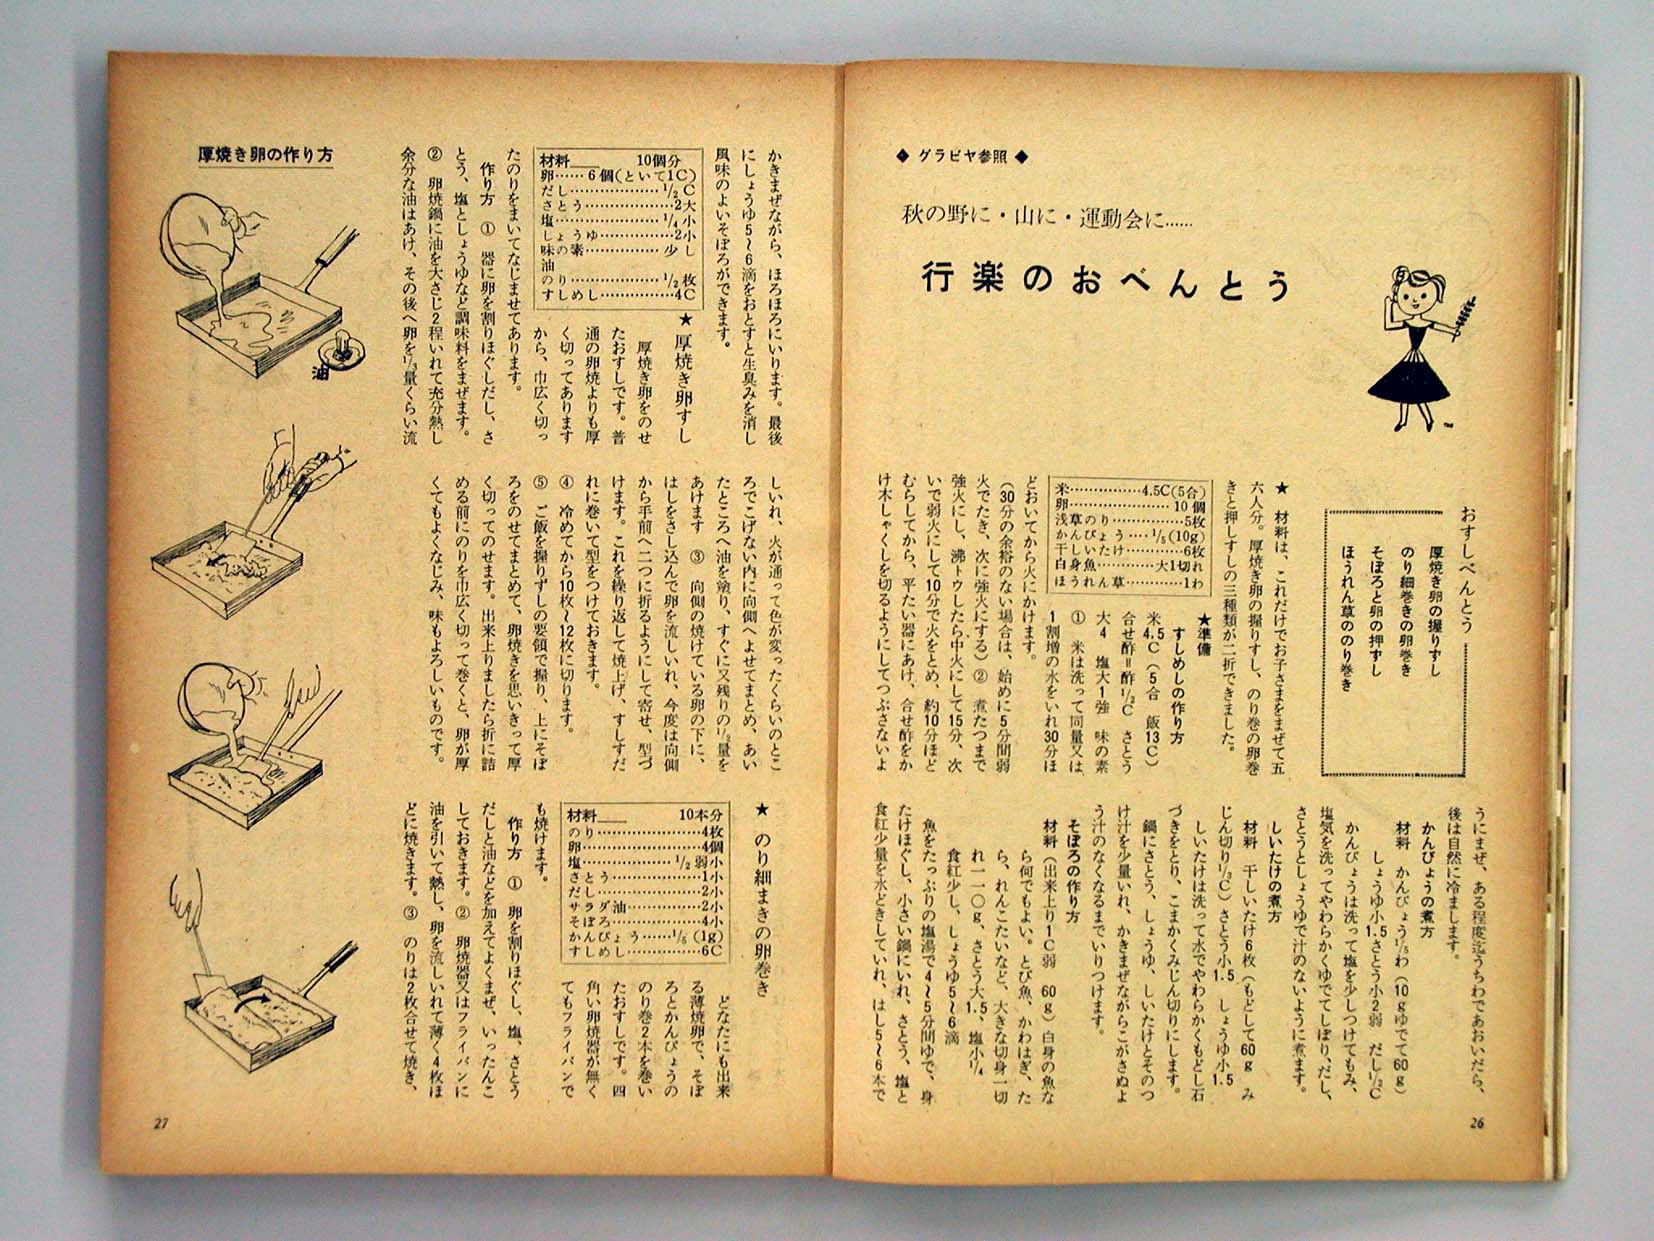 ◆ グラビヤ参照 ◆
秋の野に・山に・運動会に……
行楽のおべんとう
おすしべんとう
厚焼き卵の握りずし
のり細巻きの卵巻き
そぼろと卵の押ずし
ほうれん草ののり巻き
★ 材料は、これだけでお子さまをまぜて五
六人分。厚焼き卵の握りずし、のり巻の卵巻
きと押しずしの三種類が二折できました。
米……………4.5C(5合)
卵……………………10個
浅草のり……………5枚
かんぴょう…1/5(10g)
干しいたけ…………6枚
白身魚…………大1切れ
ほうれん草…………1わ
★準備
すしめしの作り方
米4.5C(5合 飯13C)
合せ酢=酢1/2C さとう
大4 塩大1強 味の素
① 米は洗って同量又は
1割増の水をいれ30分ほ
どおいてから火にかけます。
(30分の余裕のない場合は、始めに5分間弱
火でたき、次に強火にする)② 煮たつまで
強火にし、沸トウしたら中火にして15分、次
いで弱火にして10分で火をとめ、約10分ほど
むらしてから、平たい器にあけ、合せ酢をか
け木しゃくしを切るようにしてつぶさないよ
うにまぜ、ある程度迄うちわであおいだら、
後は自然に冷まします。
かんぴょうの煮方
材料 かんぴょう1/5わ(10gゆでて60g)
しょうゆ小1.5さとう小2弱 だし1/2C
かんぴょうは洗って塩を少しつけてもみ、
塩気を洗ってやわらかくゆでてしぼり、だし、
さとうとしょうゆで汁のないように煮ます。
しいたけの煮方
材料 干しいたけ6枚(もどして60g み
じん切り1/3C)さとう小1.5 しょうゆ小1.5
しいたけは洗って水でやわらかくもどし石
づきをとり、こまかくみじん切りにします。
鍋にさとう、しょうゆ、しいたけとそのつ
け汁を少量いれ、かきまぜながらこがさぬよ
う汁のなくなるまでいりつけます。
そぼろの作り方
材料(出来上り1C弱 60g)白身の魚な
ら何でもよい。とび魚、かわはぎ、た
ら、れんこたいなど、大きな切身一切
れ一一〇g、さとう大1.5、塩小1/4
食紅少し、しょうゆ5〜6滴
魚をたっぷりの塩湯で4〜5分間ゆで、身
たけほぐし、小さい鍋にいれ、さとう、塩と
食紅少量を水どきしていれ、はし5〜6本で
26
かきまぜながら、ほろほろにいります。最後
にしょうゆ5〜6滴をおとすと生臭みを消し
風味のよいそぼろができます。
★ 厚焼き卵すし
材料____ 10個分
卵……6個(といて1C)
だし………………1/2C
さとう……………2大
塩…………………1/4小
しょうゆ…………2小
味の素……………少し
油
のり………………1/2枚
すしめし…………4C
厚焼き卵をのせ
たおすしです。普
通の卵焼よりも厚
く切ってあります
から、巾広く切っ
たのりをまいてなじませてあります。
作り方 ① 器に卵を割りほぐしだし、さ
とう、塩としょうゆなど調味料をまぜます。
② 卵焼鍋に油を大さじ2程いれて充分熱し
余分な油はあけ、その後へ卵を1/3量くらい流
しいれ、火が通って色が変ったくらいのとこ
ろでこげない内に向側へよせてまとめ、あい
たところへ油を塗り、すぐに又残りの1/2量を
あけます ③ 向側の焼けている卵の下に、
はしをさし込んで卵を流しいれ、今度は向側
から手前へ二つに折るようにして寄せ、型づ
けます。これを繰り返して焼上げ、すしすだ
れに巻いて型をつけておきます。
④ 冷めてから10枚〜12枚に切ります。
⑤ ご飯を握りずしの要領で握り、上にそぼ
ろをのせてまとめて、卵焼きを思いきって厚
く切ってのせます。出来上りましたら折に詰
める前にのりを巾広く切って巻くと、卵が厚
くてもよくなじみ、味もよろしいものです。
★ のり細まきの卵巻き
材料____ 10本分
のり………………4枚
卵…………………4個
塩……………1/2弱小
さとう……………1小
だし………………2小
サラダ油…………2小
そぼろ……………4小
かんぴょう…1/5(1g)
すしめし…………6C
どなたにも出来
る薄焼卵で、そぼ
ろとかんぴょうの
のり巻2本を巻い
たおすしです。四
角い卵焼器が無く
てもフライパンで
も焼けます。
作り方 ① 卵を割りほぐし、塩、さとう
だしと油などを加えてよくまぜ、いったんこ
しておきます。② 卵焼器又はフライパンに
油を引いて熱し、卵を流しいれて薄く4枚ほ
どに焼きます。③ のりは2枚合せて焼き、
厚焼き卵の作り方
油
27